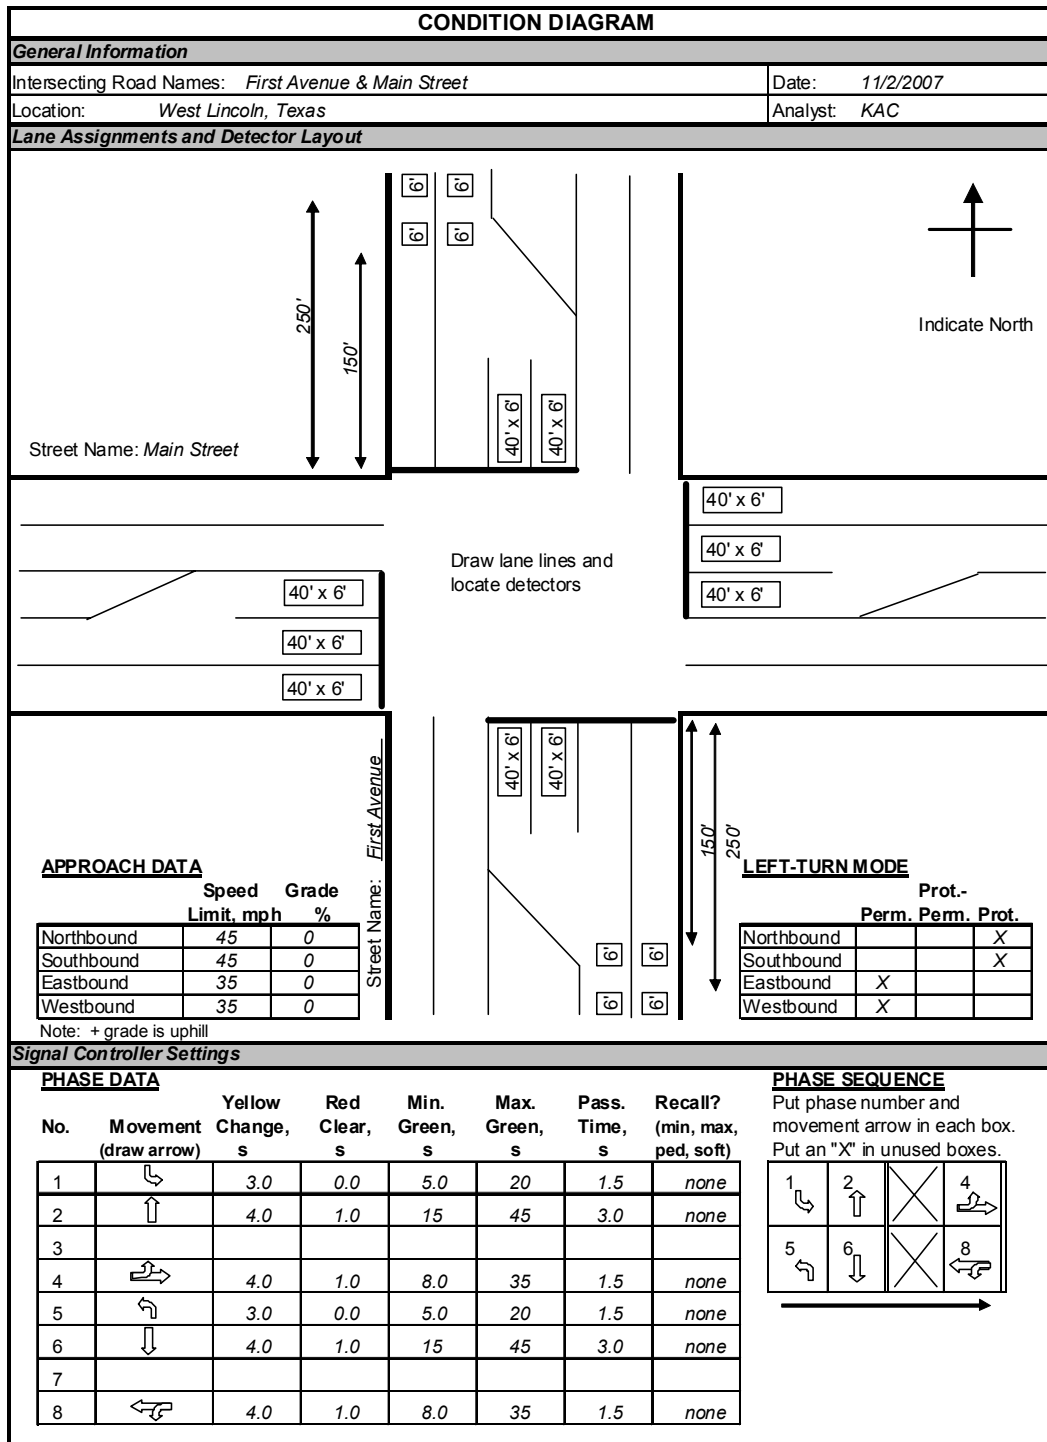 CONDITION DIAGRAM
General Information
Intersecting Road Names: First Avenue & Main Street
Date: 11/2/2007
Location: West Lincoln, Texas
Analyst: KAC
Lane Assignments and Detector Layout
6' 6'
6' 6'
250'
150'
Indicate North
40' x 6' 40' x 6'
Street Name: Main Street
40' x 6'
40' x 6'
40' x 6'
Draw lane lines and
locate detectors
40' x 6'
40' x 6'
40' x 6'
40' x 6' 40' x 6'
Street Name: First Avenue
150'
250'
6' 6'
6' 6'
APPROACH DATA
Speed Grade
Limit, mph %
Northbound 45 0
Southbound 45 0
Eastbound 35 0
Westbound 35 0
Note: + grade is uphill
LEFT-TURN MODE
Prot.-
Perm. Perm. Prot.
Northbound X
Southbound X
Eastbound X
Westbound X
Signal Controller Settings
PHASE DATA
Yellow Red Min. Max. Pass. Recall?
No. Movement Change, Clear, Green, Green, Time, (min, max,
(draw arrow) s s s s s ped, soft)
1 3.0 0.0 5.0 20 1.5 none
2 4.0 1.0 15 45 3.0 none
3
4 4.0 1.0 8.0 35 1.5 none
5 3.0 0.0 5.0 20 1.5 none
6 4.0 1.0 15 45 3.0 none
7
8 4.0 1.0 8.0 35 1.5 none
PHASE SEQUENCE
Put phase number and
movement arrow in each box.
Put an "X" in unused boxes.
1 2 4
5 6 8